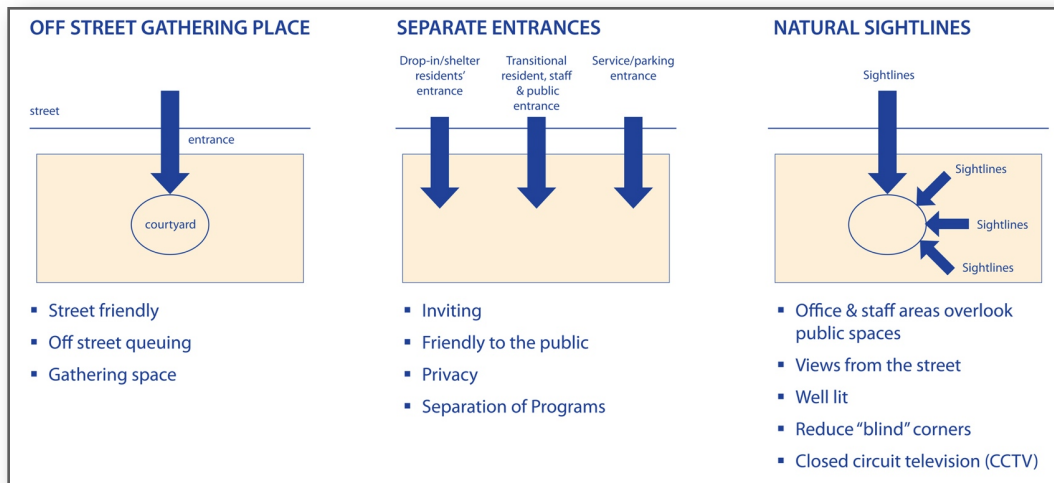 OFF STREET GATHERING PLACE
street
entrance
courtyard
▪ Street friendly
▪ Off street queuing
▪ Gathering space
SEPARATE ENTRANCES
Drop-in/shelter
residents'
entrance
Transitional
resident, staff
& public
entrance
Service/parking
entrance
▪ Inviting
▪ Friendly to the public
▪ Privacy
▪ Separation of Programs
NATURAL SIGHTLINES
Sightlines
Sightlines
Sightlines
Sightlines
▪ Office & staff areas overlook
public spaces
▪ Views from the street
▪ Well lit
▪ Reduce “blind” corners
▪ Closed circuit television (CCTV)